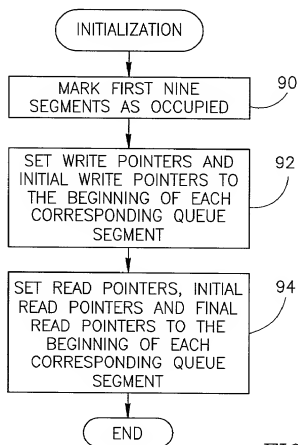 INITIALIZATION
MARK FIRST NINE
SEGMENTS AS OCCUPIED
90
SET WRITE POINTERS AND
INITIAL WRITE POINTERS TO
THE BEGINNING OF EACH
CORRESPONDING QUEUE
SEGMENT
92
SET READ POINTERS, INITIAL
READ POINTERS AND FINAL
READ POINTERS TO THE
BEGINNING OF EACH
CORRESPONDING QUEUE
SEGMENT
94
END